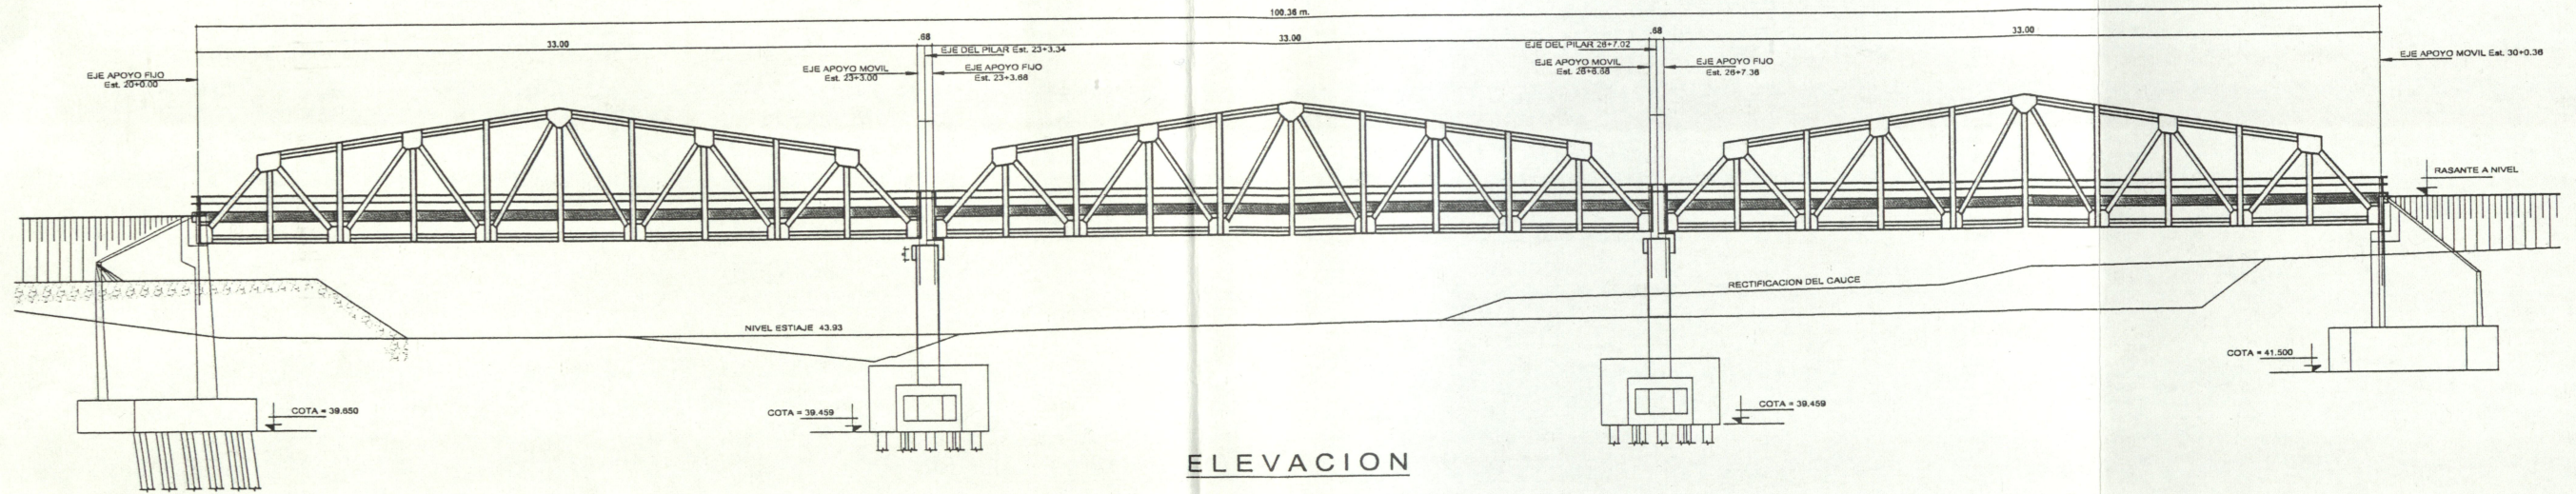 100.36 m.
33.00
.68
33.00
.68
33.00
EJE APOYO FIJO
Est. 20+0.00
EJE DEL PILAR Est. 23+3.34
EJE APOYO MOVIL
Est. 23+3.00
EJE APOYO FIJO
Est. 23+3.68
EJE DEL PILAR 26+7.02
EJE APOYO MOVIL
Est. 26+6.68
EJE APOYO FIJO
Est. 26+7.36
EJE APOYO MOVIL Est. 30+0.36
RASANTE A NIVEL
RECTIFICACION DEL CAUCE
NIVEL ESTIAJE 43.93
COTA = 41.500
COTA = 39.650
COTA = 39.459
COTA = 39.459
ELEVACION